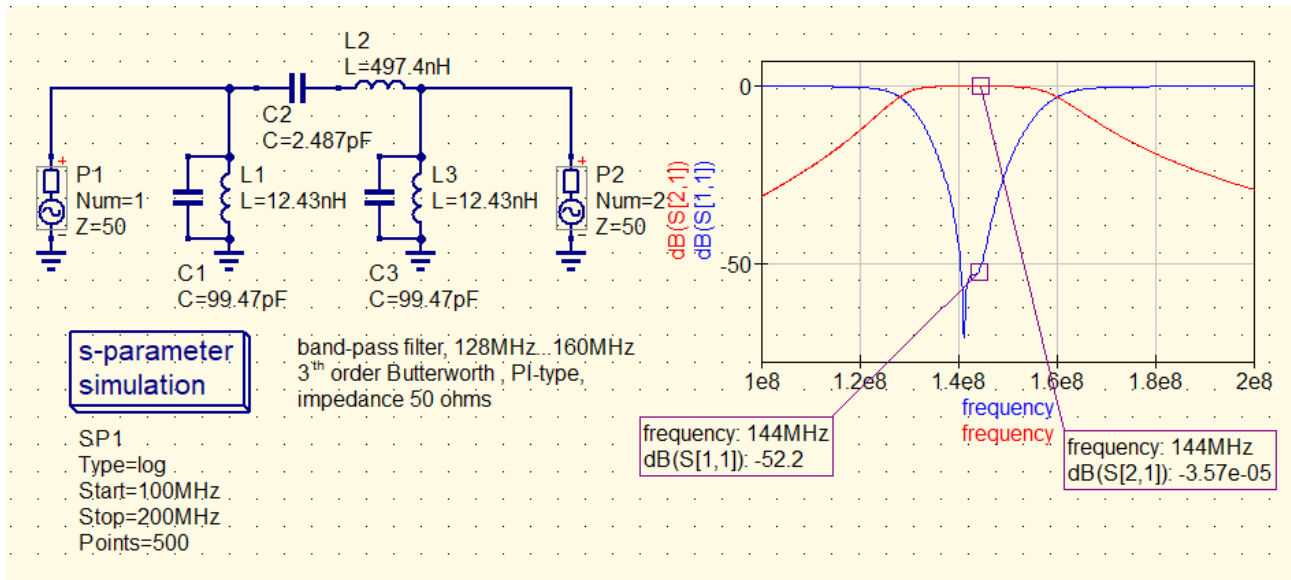 L2
L=497.4nH
C2
C=2.487pF
P1
Num=1
Z=50
L1
L=12.43nH
L3
L=12.43nH
P2
Num=2
Z=50
C1
C=99.47pF
C3
C=99.47pF
s-parameter
simulation
band-pass filter, 128MHz...160MHz
3th order Butterworth , PI-type,
impedance 50 ohms
SP1
Type=log
Start=100MHz
Stop=200MHz
Points=500
dB(S[2,1])
dB(S[1,1])
0
-50
1e8
1.2e8
1.4e8
1.6e8
1.8e8
2e8
frequency
frequency
frequency: 144MHz
dB(S[1,1]): -52.2
frequency: 144MHz
dB(S[2,1]): -3.57e-05